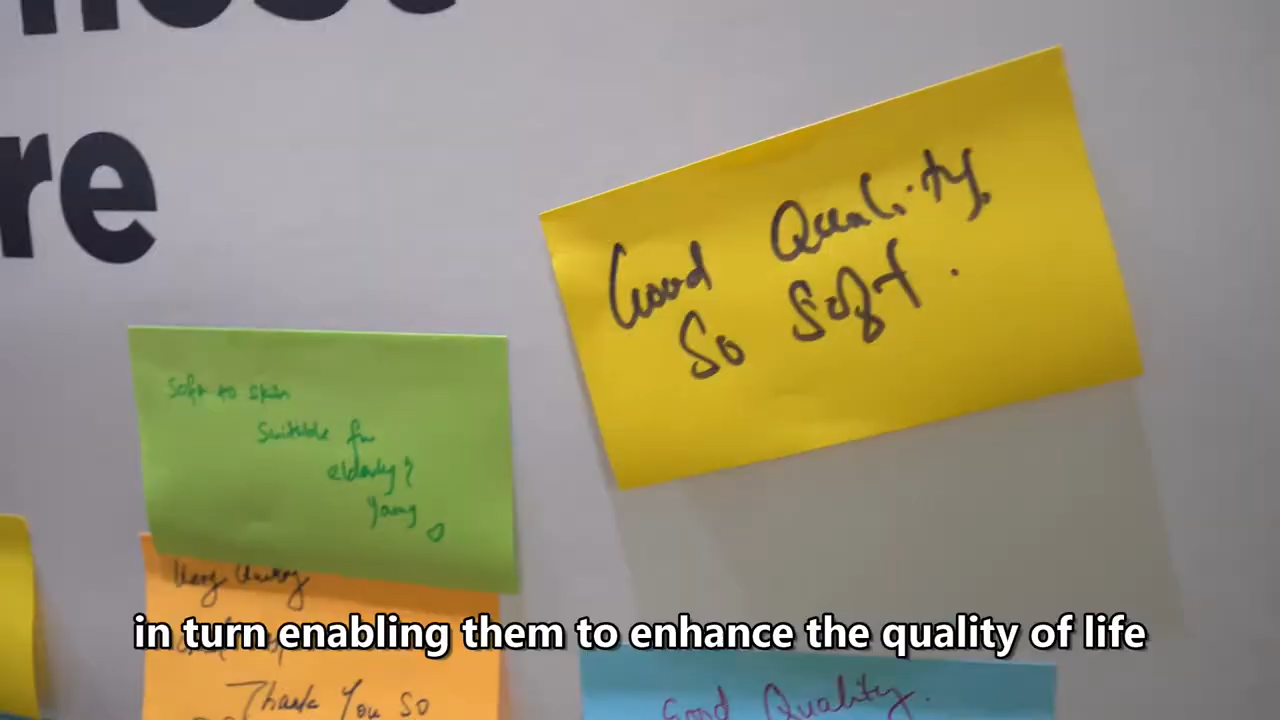 re
Good Quality.
So Soft.
Soft to skin
Suitable for
elderly &
Young
Very
in turn enabling them to enhance the quality of life
Thank You So
Good Quality.